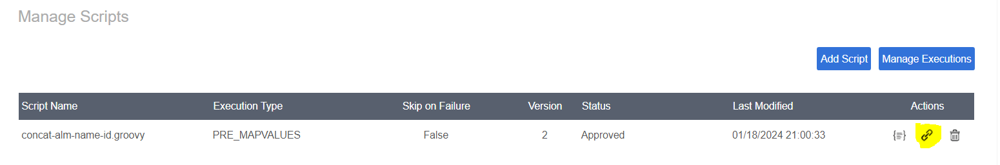 Manage Scripts
Add Script Manage Executions
Script Name Execution Type Skip on Failure Version Status Last Modified Actions
concat-alm-name-id.groovy PRE_MAPVALUES False 2 Approved 01/18/2024 21:00:33